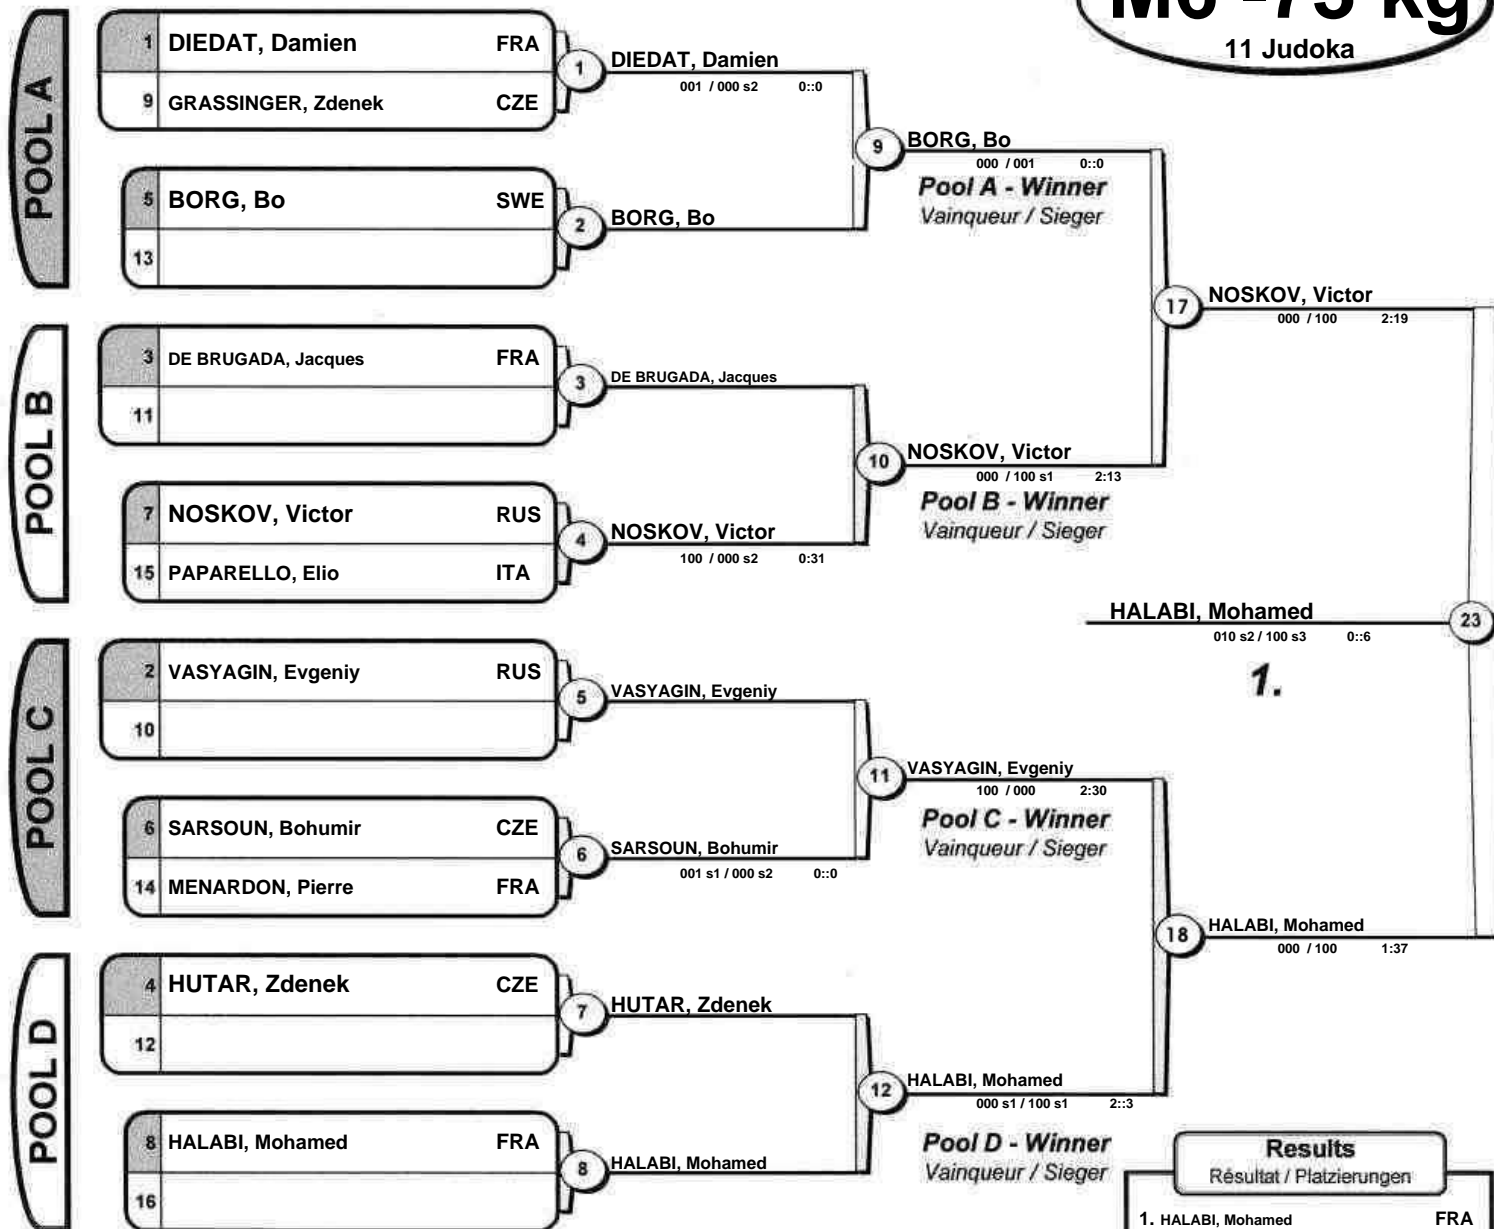 M6 -73 kg
11 Judoka
POOL A
1 DIEDAT, Damien FRA
9 GRASSINGER, Zdenek CZE
1 DIEDAT, Damien
001 / 000 s2 0::0
5 BORG, Bo SWE
13
2 BORG, Bo
9 BORG, Bo
000 / 001 0::0
Pool A - Winner
Vainqueur / Sieger
POOL B
3 DE BRUGADA, Jacques FRA
11
3 DE BRUGADA, Jacques
7 NOSKOV, Victor RUS
15 PAPARELLO, Elio ITA
4 NOSKOV, Victor
100 / 000 s2 0:31
10 NOSKOV, Victor
000 / 100 s1 2:13
Pool B - Winner
Vainqueur / Sieger
17 NOSKOV, Victor
000 / 100 2:19
POOL C
2 VASYAGIN, Evgeniy RUS
10
5 VASYAGIN, Evgeniy
6 SARSOUN, Bohumir CZE
14 MENARDON, Pierre FRA
6 SARSOUN, Bohumir
001 s1 / 000 s2 0::0
11 VASYAGIN, Evgeniy
100 / 000 2:30
Pool C - Winner
Vainqueur / Sieger
POOL D
4 HUTAR, Zdenek CZE
12
7 HUTAR, Zdenek
8 HALABI, Mohamed FRA
16
8 HALABI, Mohamed
12 HALABI, Mohamed
000 s1 / 100 s1 2::3
Pool D - Winner
Vainqueur / Sieger
18 HALABI, Mohamed
000 / 100 1:37
HALABI, Mohamed 23
010 s2 / 100 s3 0::6
1.
Results
Résultat / Platzierungen
1. HALABI, Mohamed FRA